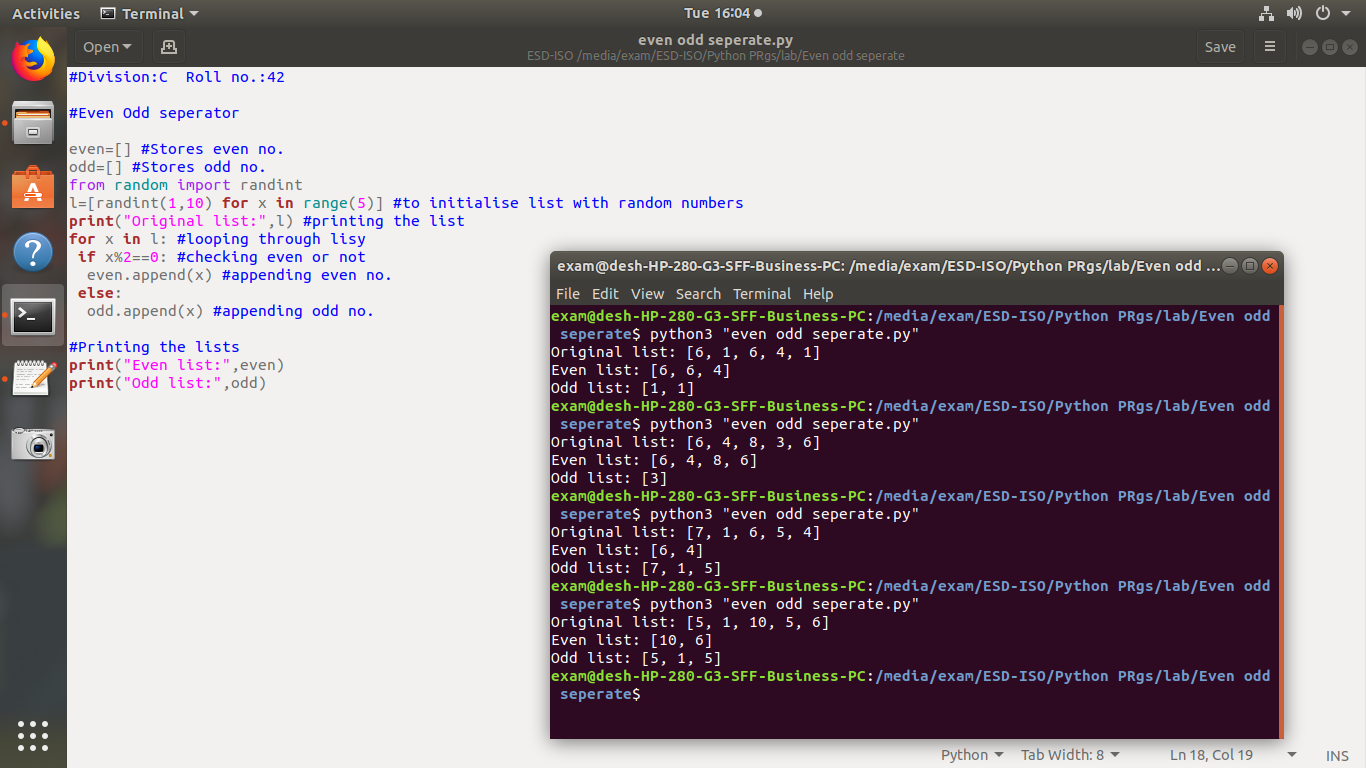 Activities Terminal Tue 16:04
Open even odd seperate.py Save
ESD-ISO /media/exam/ESD-ISO/Python PRgs/lab/Even odd seperate
#Division:C  Roll no.:42
#Even Odd seperator
even=[] #Stores even no.
odd=[] #Stores odd no.
from random import randint
l=[randint(1,10) for x in range(5)] #to initialise list with random numbers
print("Original list:",l) #printing the list
for x in l: #looping through lisy
 if x%2==0: #checking even or not
  even.append(x) #appending even no.
 else:
  odd.append(x) #appending odd no.
#Printing the lists
print("Even list:",even)
print("Odd list:",odd)
exam@desh-HP-280-G3-SFF-Business-PC: /media/exam/ESD-ISO/Python PRgs/lab/Even odd ...
File Edit View Search Terminal Help
exam@desh-HP-280-G3-SFF-Business-PC:/media/exam/ESD-ISO/Python PRgs/lab/Even odd
 seperate$ python3 "even odd seperate.py"
Original list: [6, 1, 6, 4, 1]
Even list: [6, 6, 4]
Odd list: [1, 1]
exam@desh-HP-280-G3-SFF-Business-PC:/media/exam/ESD-ISO/Python PRgs/lab/Even odd
 seperate$ python3 "even odd seperate.py"
Original list: [6, 4, 8, 3, 6]
Even list: [6, 4, 8, 6]
Odd list: [3]
exam@desh-HP-280-G3-SFF-Business-PC:/media/exam/ESD-ISO/Python PRgs/lab/Even odd
 seperate$ python3 "even odd seperate.py"
Original list: [7, 1, 6, 5, 4]
Even list: [6, 4]
Odd list: [7, 1, 5]
exam@desh-HP-280-G3-SFF-Business-PC:/media/exam/ESD-ISO/Python PRgs/lab/Even odd
 seperate$ python3 "even odd seperate.py"
Original list: [5, 1, 10, 5, 6]
Even list: [10, 6]
Odd list: [5, 1, 5]
exam@desh-HP-280-G3-SFF-Business-PC:/media/exam/ESD-ISO/Python PRgs/lab/Even odd
 seperate$
Python Tab Width: 8 Ln 18, Col 19 INS